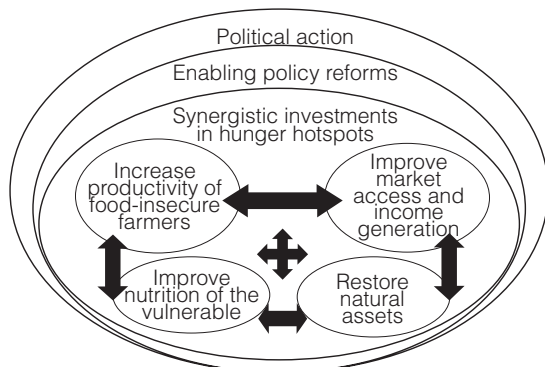 Political action
Enabling policy reforms
Synergistic investments
in hunger hotspots
Increase
productivity of
food-insecure
farmers
Improve
market
access and
income
generation
Improve
nutrition of the
vulnerable
Restore
natural
assets